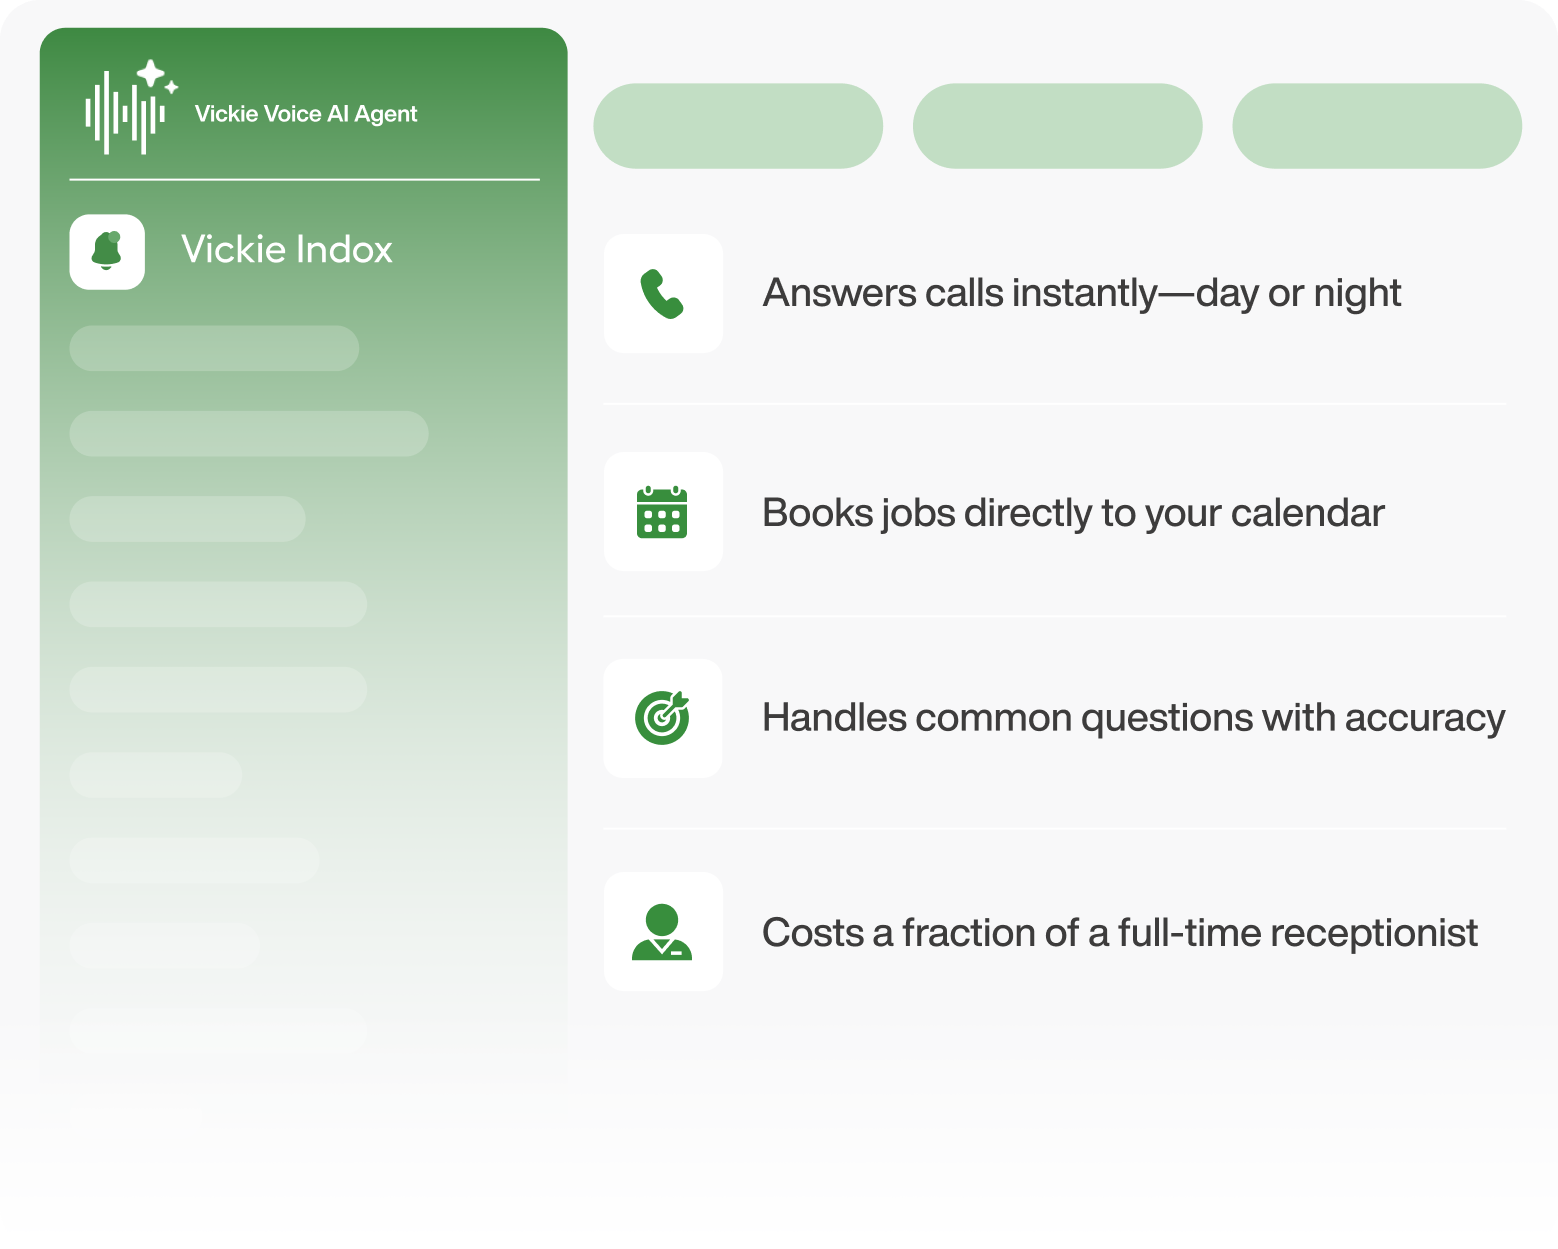 Vickie Voice AI Agent
Vickie Indox
Answers calls instantly—day or night
Books jobs directly to your calendar
Handles common questions with accuracy
Costs a fraction of a full-time receptionist